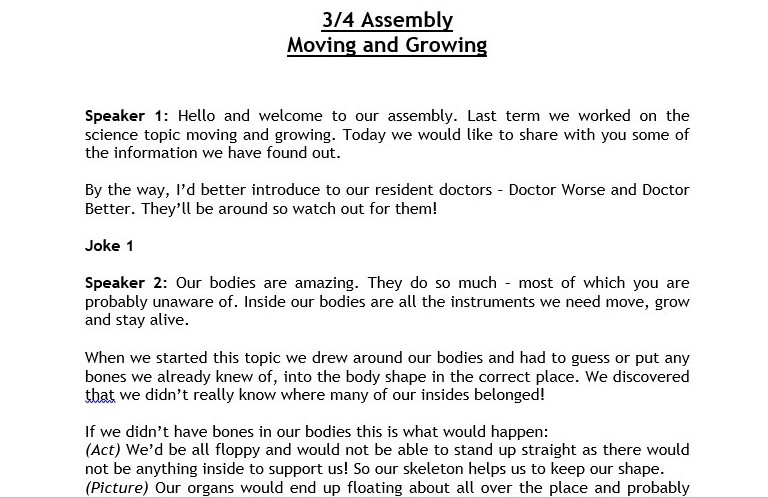 3/4 Assembly
Moving and Growing
Speaker 1: Hello and welcome to our assembly. Last term we worked on the
science topic moving and growing. Today we would like to share with you some of
the information we have found out.
By the way, I’d better introduce to our resident doctors – Doctor Worse and Doctor
Better. They’ll be around so watch out for them!
Joke 1
Speaker 2: Our bodies are amazing. They do so much – most of which you are
probably unaware of. Inside our bodies are all the instruments we need move, grow
and stay alive.
When we started this topic we drew around our bodies and had to guess or put any
bones we already knew of, into the body shape in the correct place. We discovered
that we didn’t really know where many of our insides belonged!
If we didn’t have bones in our bodies this is what would happen:
(Act) We’d be all floppy and would not be able to stand up straight as there would
not be anything inside to support us! So our skeleton helps us to keep our shape.
(Picture) Our organs would end up floating about all over the place and probably